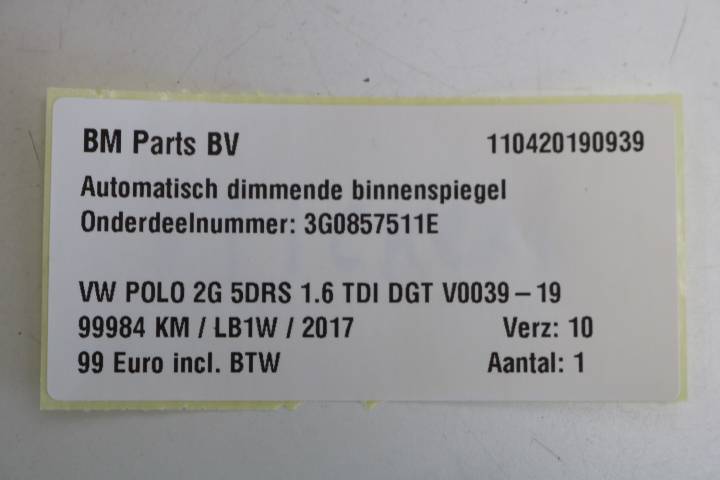 BM Parts BV 110420190939
Automatisch dimmende binnenspiegel
Onderdeelnummer: 3G0857511E
VW POLO 2G 5DRS 1.6 TDI DGT V0039 – 19
99984 KM / LB1W / 2017 Verz: 10
99 Euro incl. BTW Aantal: 1